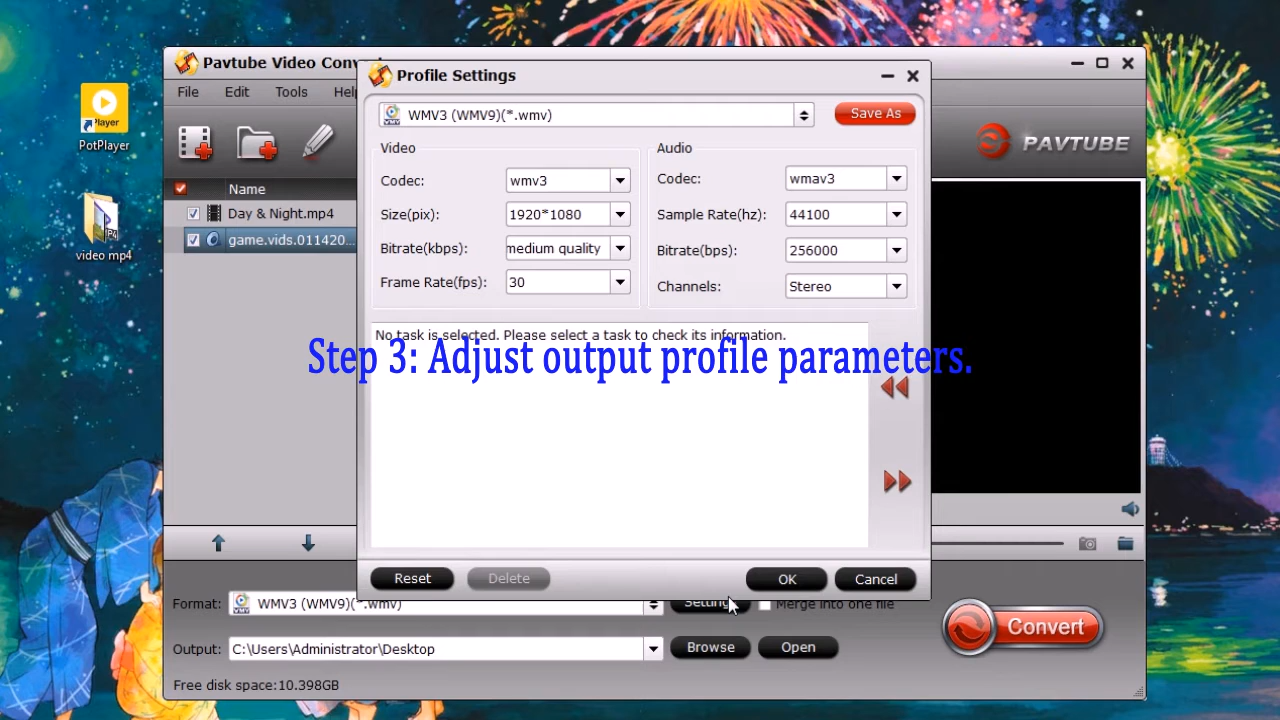 Player
PotPlayer
video mp4
Pavtube Video Conv
File Edit Tools Help
PAVTUBE
Name
Day & Night.mp4
game.vids.011420...
Profile Settings
WMV3 (WMV9)(*.wmv)
Save As
Video
Codec: wmv3
Size(pix): 1920*1080
Bitrate(kbps): medium quality
Frame Rate(fps): 30
Audio
Codec: wmav3
Sample Rate(hz): 44100
Bitrate(bps): 256000
Channels: Stereo
No task is selected. Please select a task to check its information.
Step 3: Adjust output profile parameters.
Reset Delete OK Cancel
Format: WMV3 (WMV9)(*.wmv) Settings Merge into one file
Convert
Output: C:\Users\Administrator\Desktop Browse Open
Free disk space:10.398GB